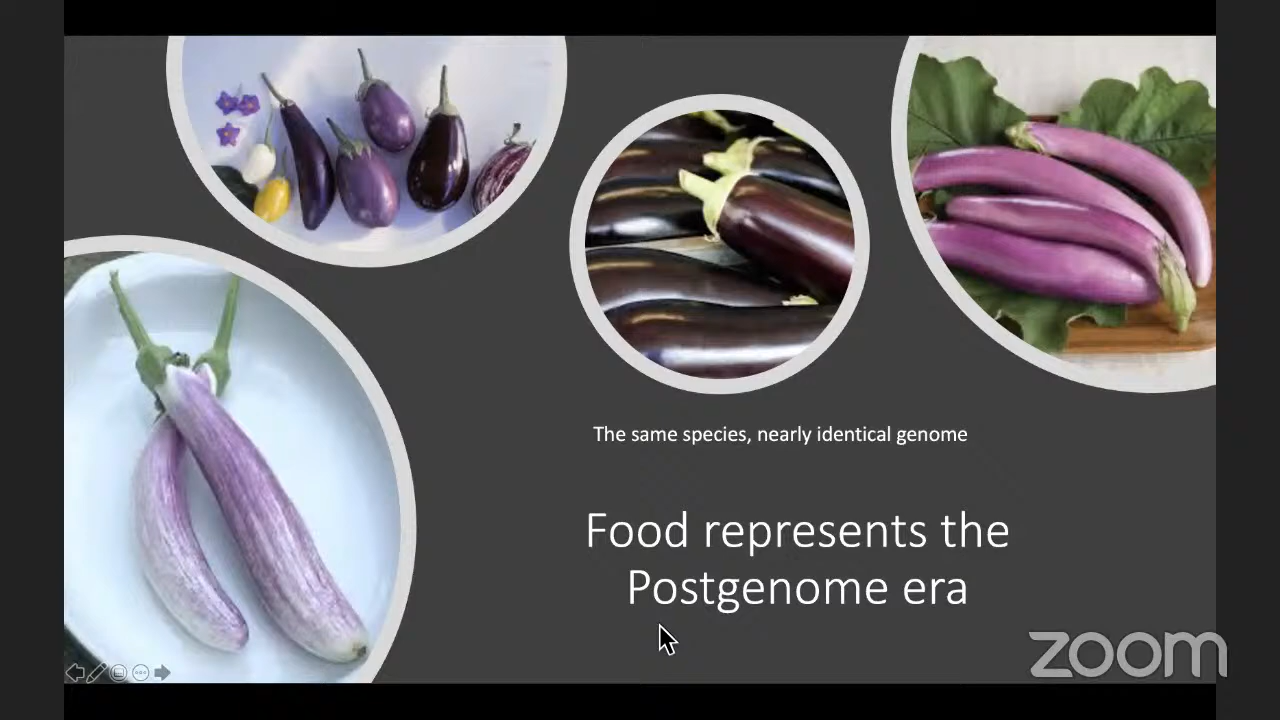 The same species, nearly identical genome
Food represents the
Postgenome era
zoom